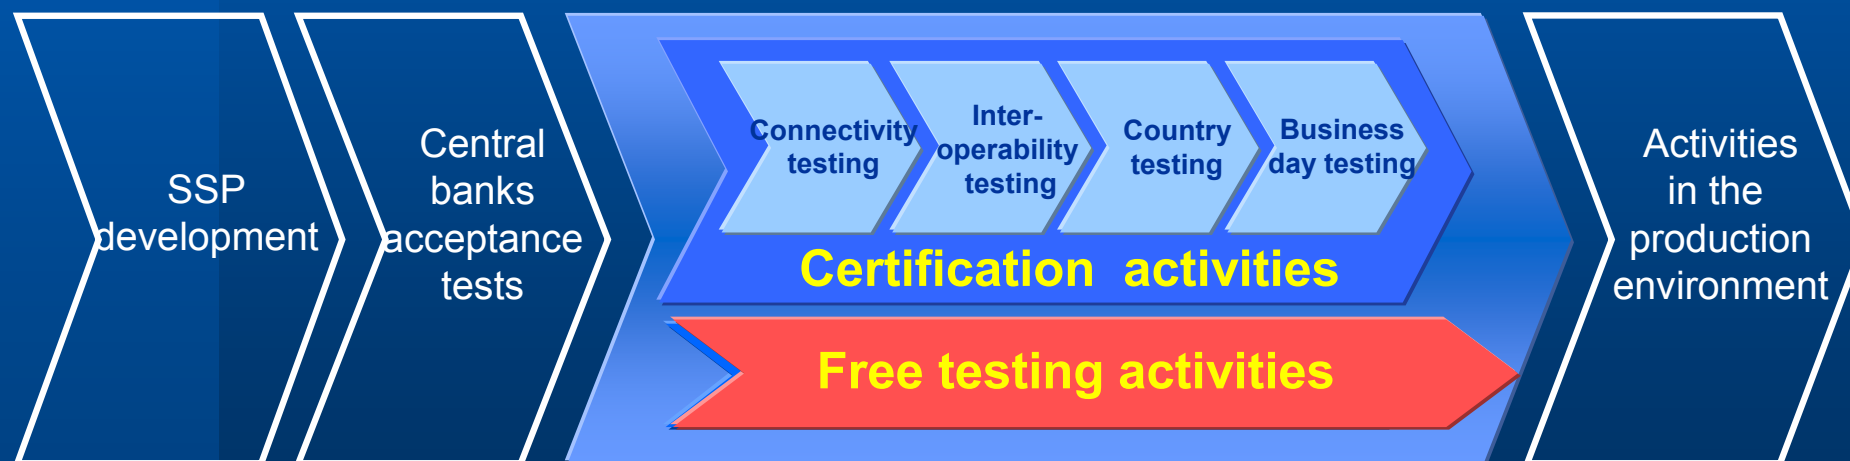 SSP
development
Central
banks
acceptance
tests
Connectivity
testing
Inter-
operability
testing
Country
testing
Business
day testing
Certification activities
Free testing activities
Activities
in the
production
environment